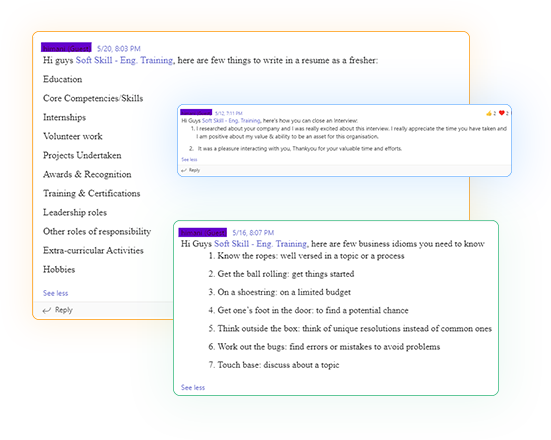 5/20, 8:03 PM
Hi guys Soft Skill - Eng. Training, here are few things to write in a resume as a fresher:
Education
Core Competencies/Skills
Internships
Volunteer work
Projects Undertaken
Awards & Recognition
Training & Certifications
Leadership roles
Other roles of responsibility
Extra-curricular Activities
Hobbies
See less
Reply
5/12, 7:11 PM
2 2
Hi Guys Soft Skill - Eng. Training, here's how you can close an Interview:
1. I researched about your company and I was really excited about this interview. I really appreciate the time you have taken and
I am positive about my value & ability to be an asset for this organisation.
2. It was a pleasure interacting with you, Thankyou for your valuable time and efforts.
See less
Reply
5/16, 8:07 PM
Hi Guys Soft Skill - Eng. Training, here are few business idioms you need to know
1. Know the ropes: well versed in a topic or a process
2. Get the ball rolling: get things started
3. On a shoestring: on a limited budget
4. Get one's foot in the door: to find a potential chance
5. Think outside the box: think of unique resolutions instead of common ones
6. Work out the bugs: find errors or mistakes to avoid problems
7. Touch base: discuss about a topic
See less